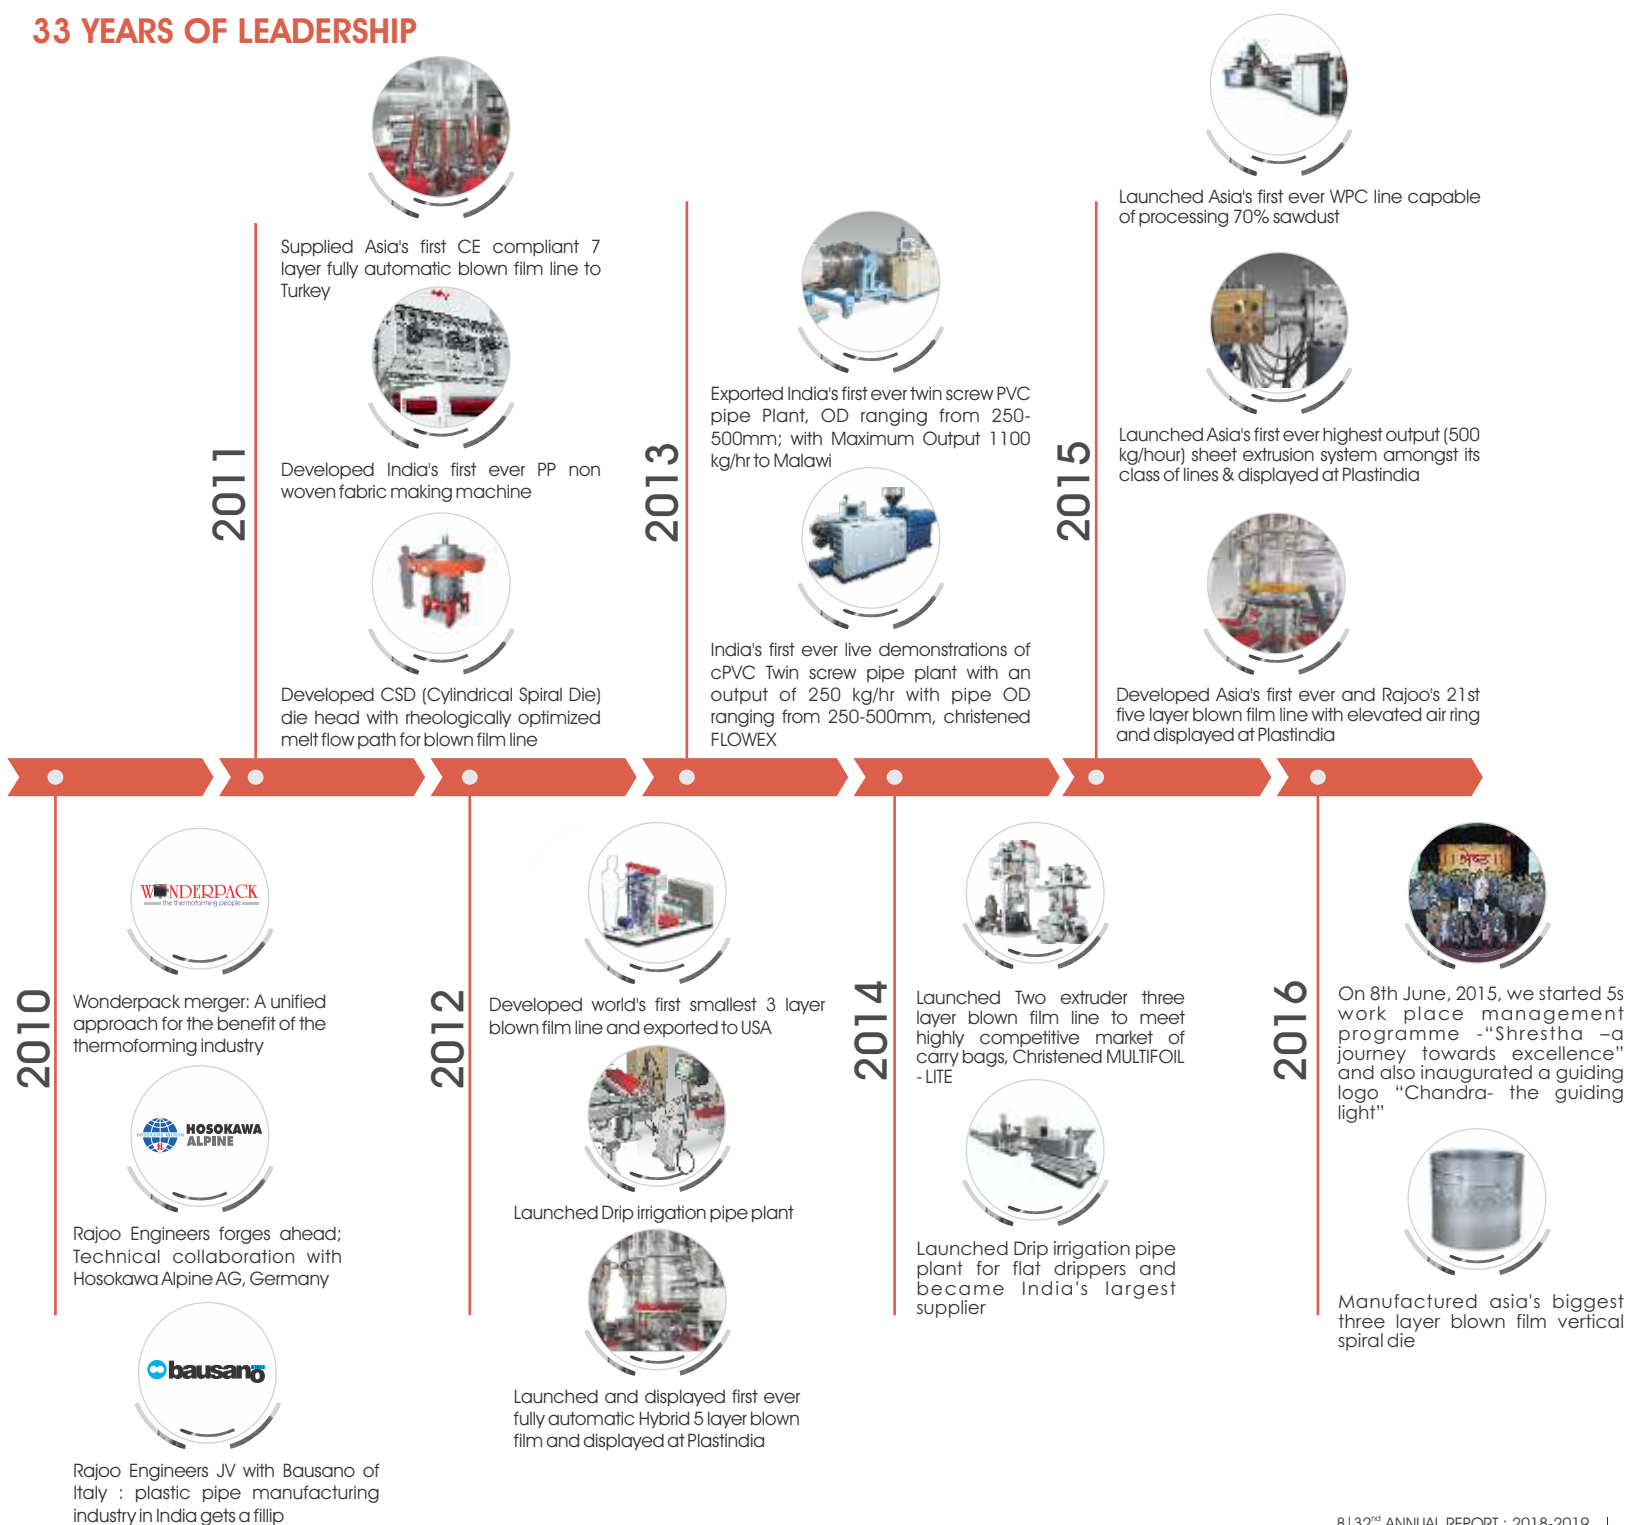 33 YEARS OF LEADERSHIP
Supplied Asia's first CE compliant 7
layer fully automatic blown film line to
Turkey
Developed India's first ever PP non
woven fabric making machine
Developed CSD (Cylindrical Spiral Die)
die head with rheologically optimized
melt flow path for blown film line
2011
Exported India's first ever twin screw PVC
pipe Plant, OD ranging from 250-
500mm; with Maximum Output 1100
kg/hr to Malawi
India's first ever live demonstrations of
cPVC Twin screw pipe plant with an
output of 250 kg/hr with pipe OD
ranging from 250-500mm, christened
FLOWEX
2013
Launched Asia's first ever WPC line capable
of processing 70% sawdust
Launched Asia's first ever highest output (500
kg/hour) sheet extrusion system amongst its
class of lines & displayed at Plastindia
Developed Asia's first ever and Rajoo's 21st
five layer blown film line with elevated air ring
and displayed at Plastindia
2015
2010
WONDERPACK
the thermoforming people
Wonderpack merger: A unified
approach for the benefit of the
thermoforming industry
HOSOKAWA
ALPINE
Rajoo Engineers forges ahead;
Technical collaboration with
Hosokawa Alpine AG, Germany
bausano
Rajoo Engineers JV with Bausano of
Italy : plastic pipe manufacturing
industry in India gets a fillip
2012
Developed world's first smallest 3 layer
blown film line and exported to USA
Launched Drip irrigation pipe plant
Launched and displayed first ever
fully automatic Hybrid 5 layer blown
film and displayed at Plastindia
2014
Launched Two extruder three
layer blown film line to meet
highly competitive market of
carry bags, Christened MULTIFOIL
- LITE
Launched Drip irrigation pipe
plant for flat drippers and
became India's largest
supplier
2016
॥ श्रेष्ठ ॥
On 8th June, 2015, we started 5s
work place management
programme -“Shrestha –a
journey towards excellence”
and also inaugurated a guiding
logo “Chandra- the guiding
light”
Manufactured asia's biggest
three layer blown film vertical
spiral die
8|32nd ANNUAL REPORT : 2018-2019 |